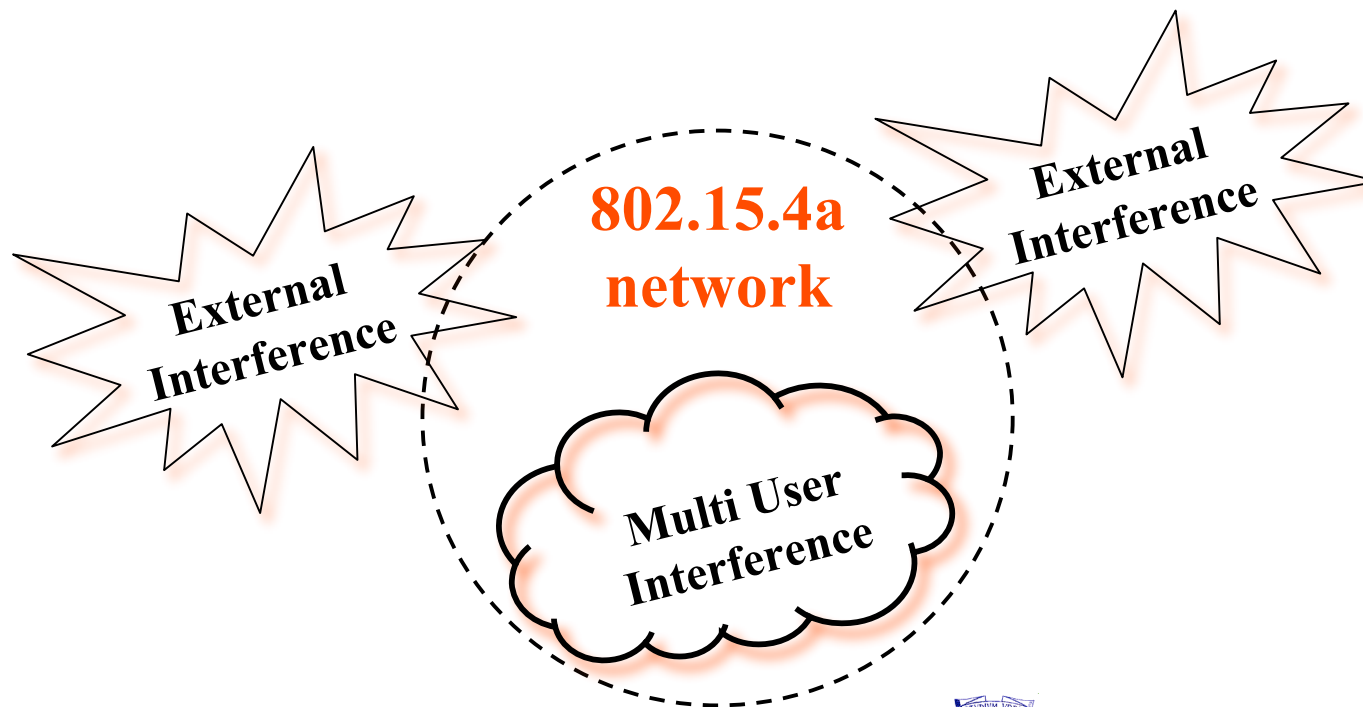 External
Interference
802.15.4a
network
External
Interference
Multi User
Interference